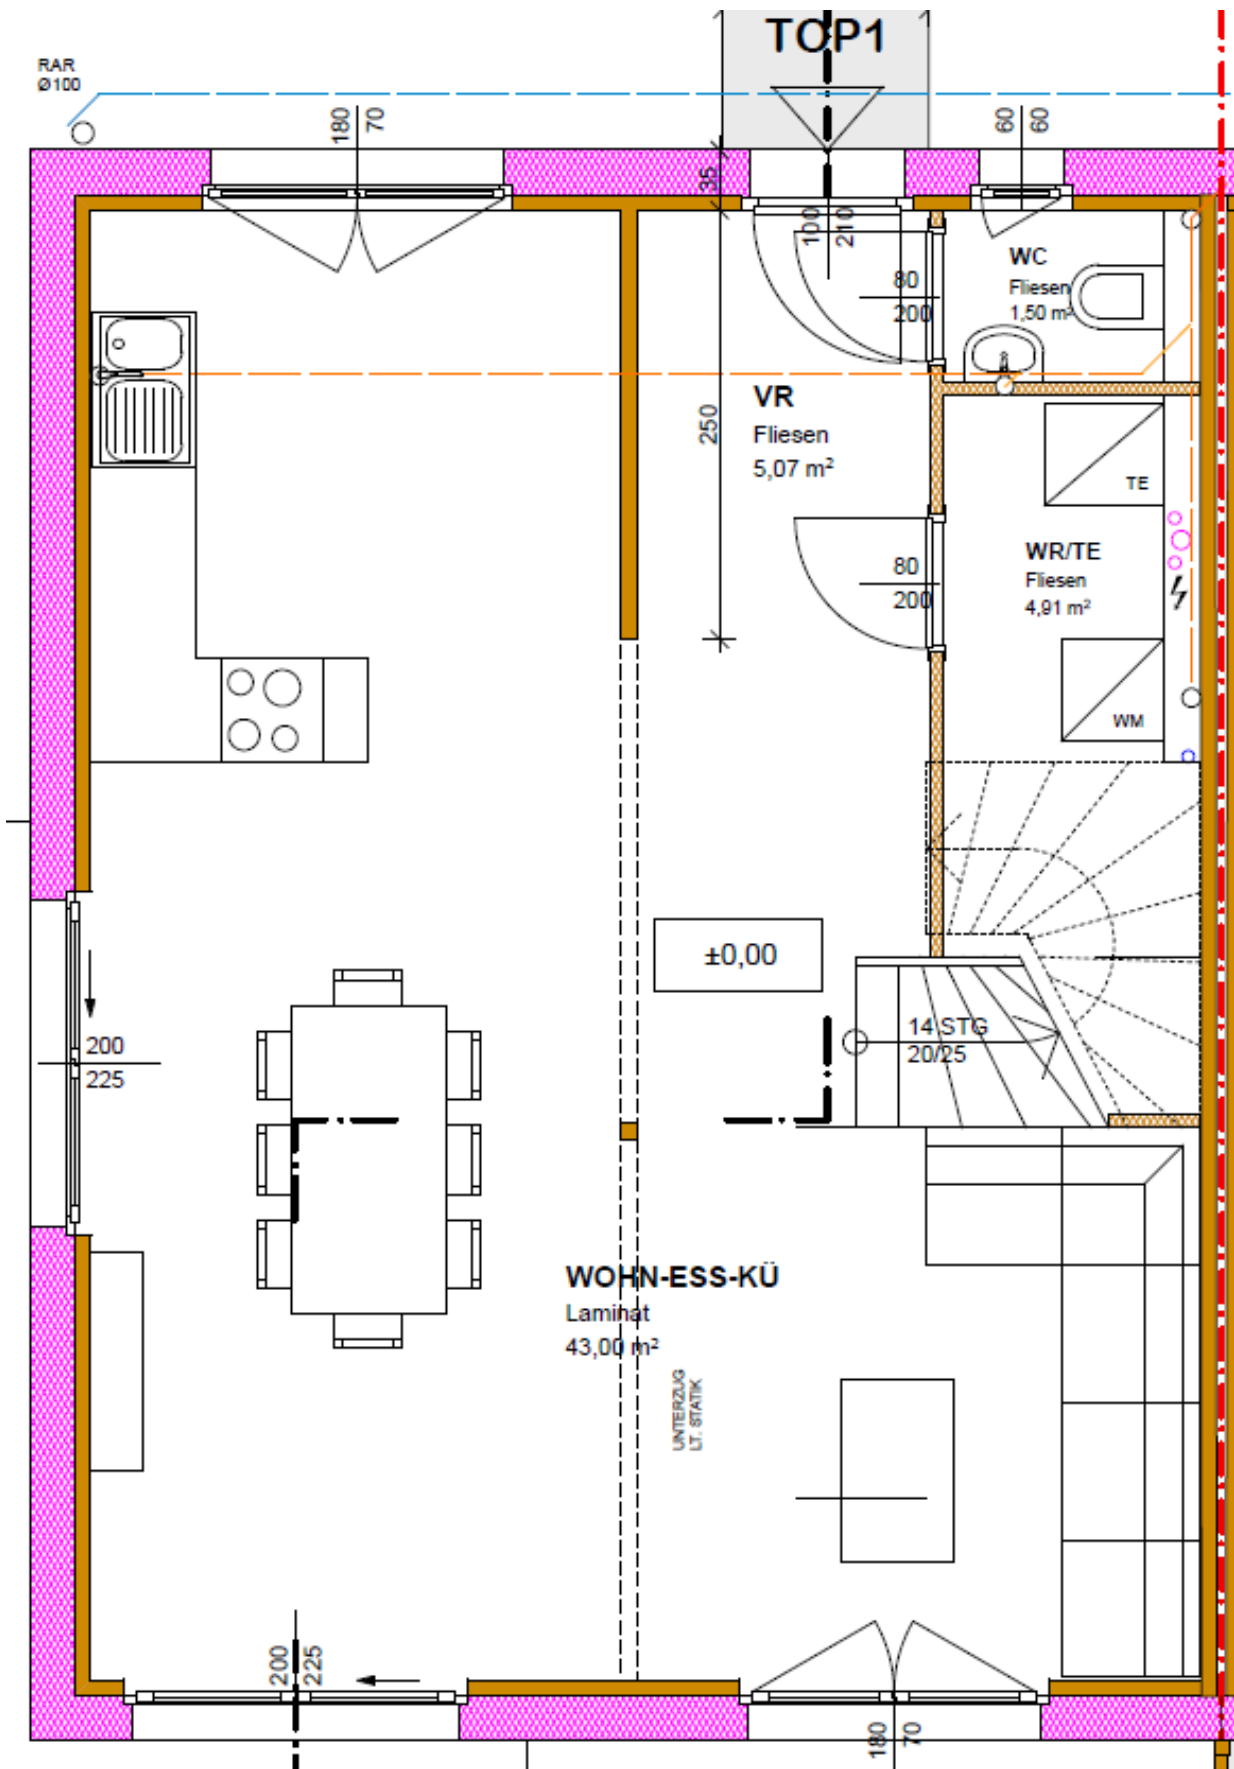 TOP1
RAR
Ø100
180
70
60
60
35
100
210
WC
Fliesen
1,50 m²
80
200
VR
Fliesen
5,07 m²
250
TE
WR/TE
Fliesen
4,91 m²
80
200
WM
±0,00
14 STG
20/25
200
225
WOHN-ESS-KÜ
Laminat
43,00 m²
UNTERZUG
LT. STATIK
200
225
180
70